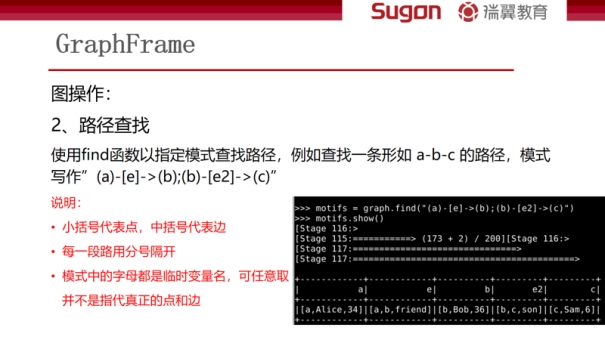 Sugon 瑞翼教育
GraphFrame
图操作：
2、路径查找
使用find函数以指定模式查找路径，例如查找一条形如 a-b-c 的路径，模式
写作”(a)-[e]->(b);(b)-[e2]->(c)”
说明：
• 小括号代表点，中括号代表边
• 每一段路用分号隔开
• 模式中的字母都是临时变量名，可任意取
并不是指代真正的点和边
>>> motifs = graph.find("(a)-[e]->(b);(b)-[e2]->(c)")
>>> motifs.show()
[Stage 116:>
[Stage 115:===========> (173 + 2) / 200][Stage 116:>
[Stage 117:================================>
[Stage 117:============================================>
+------------+------------+----------+----------+---------+
| a| e| b| e2| c|
+------------+------------+----------+----------+---------+
|[a,Alice,34]|[a,b,friend]|[b,Bob,36]|[b,c,son]|[c,Sam,6]|
+------------+------------+----------+----------+---------+